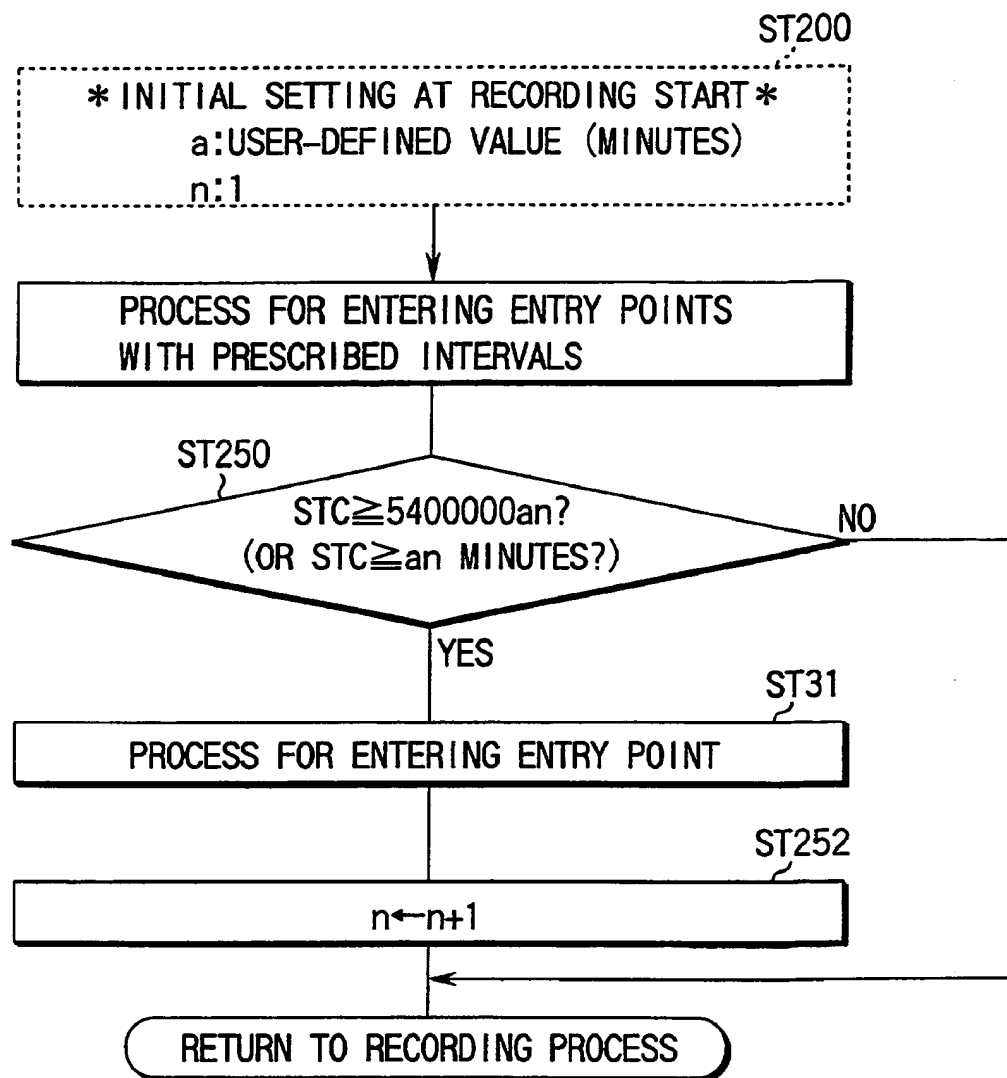 ST200
*INITIAL SETTING AT RECORDING START*
a:USER-DEFINED VALUE (MINUTES)
n:1
PROCESS FOR ENTERING ENTRY POINTS
WITH PRESCRIBED INTERVALS
ST250
STC≧5400000an?
(OR STC≧an MINUTES?)
NO
YES
ST31
PROCESS FOR ENTERING ENTRY POINT
ST252
n←n+1
RETURN TO RECORDING PROCESS